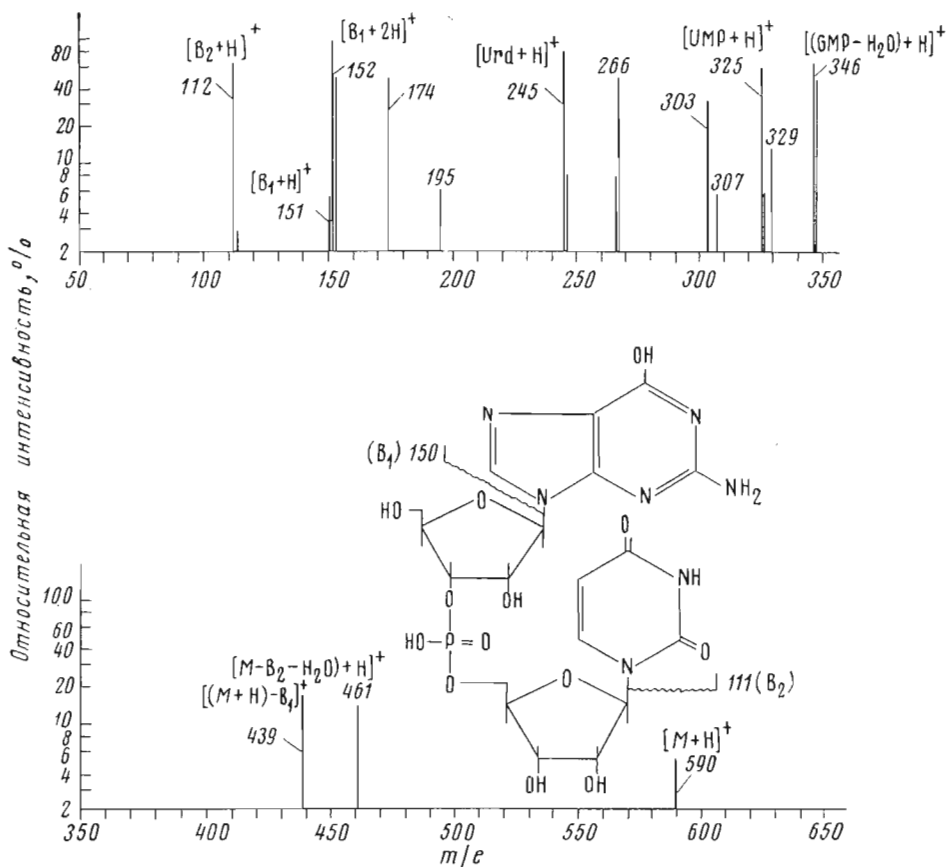 [B₂+H]⁺
112
[B₁+H]⁺
151
[B₁+2H]⁺
152
174
195
[Urd+H]⁺
245
266
303
307
[UMP+H]⁺
325
329
[(GMP-H₂O)+H]⁺
346
80
40
20
10
8
6
4
2
50 100 150 200 250 300 350
Относительная интенсивность, %
OH
N
N
N
N
NH₂
(B₁) 150
HO
O
O
OH
HO-P=O
O
O
NH
O
N
111(B₂)
O
OH
OH
100
60
40
20
10
8
6
4
2
[M-B₂-H₂O)+H]⁺
[(M+H)-B₁]⁺
461
439
[M+H]⁺
590
350 400 450 500 550 600 650
m/e